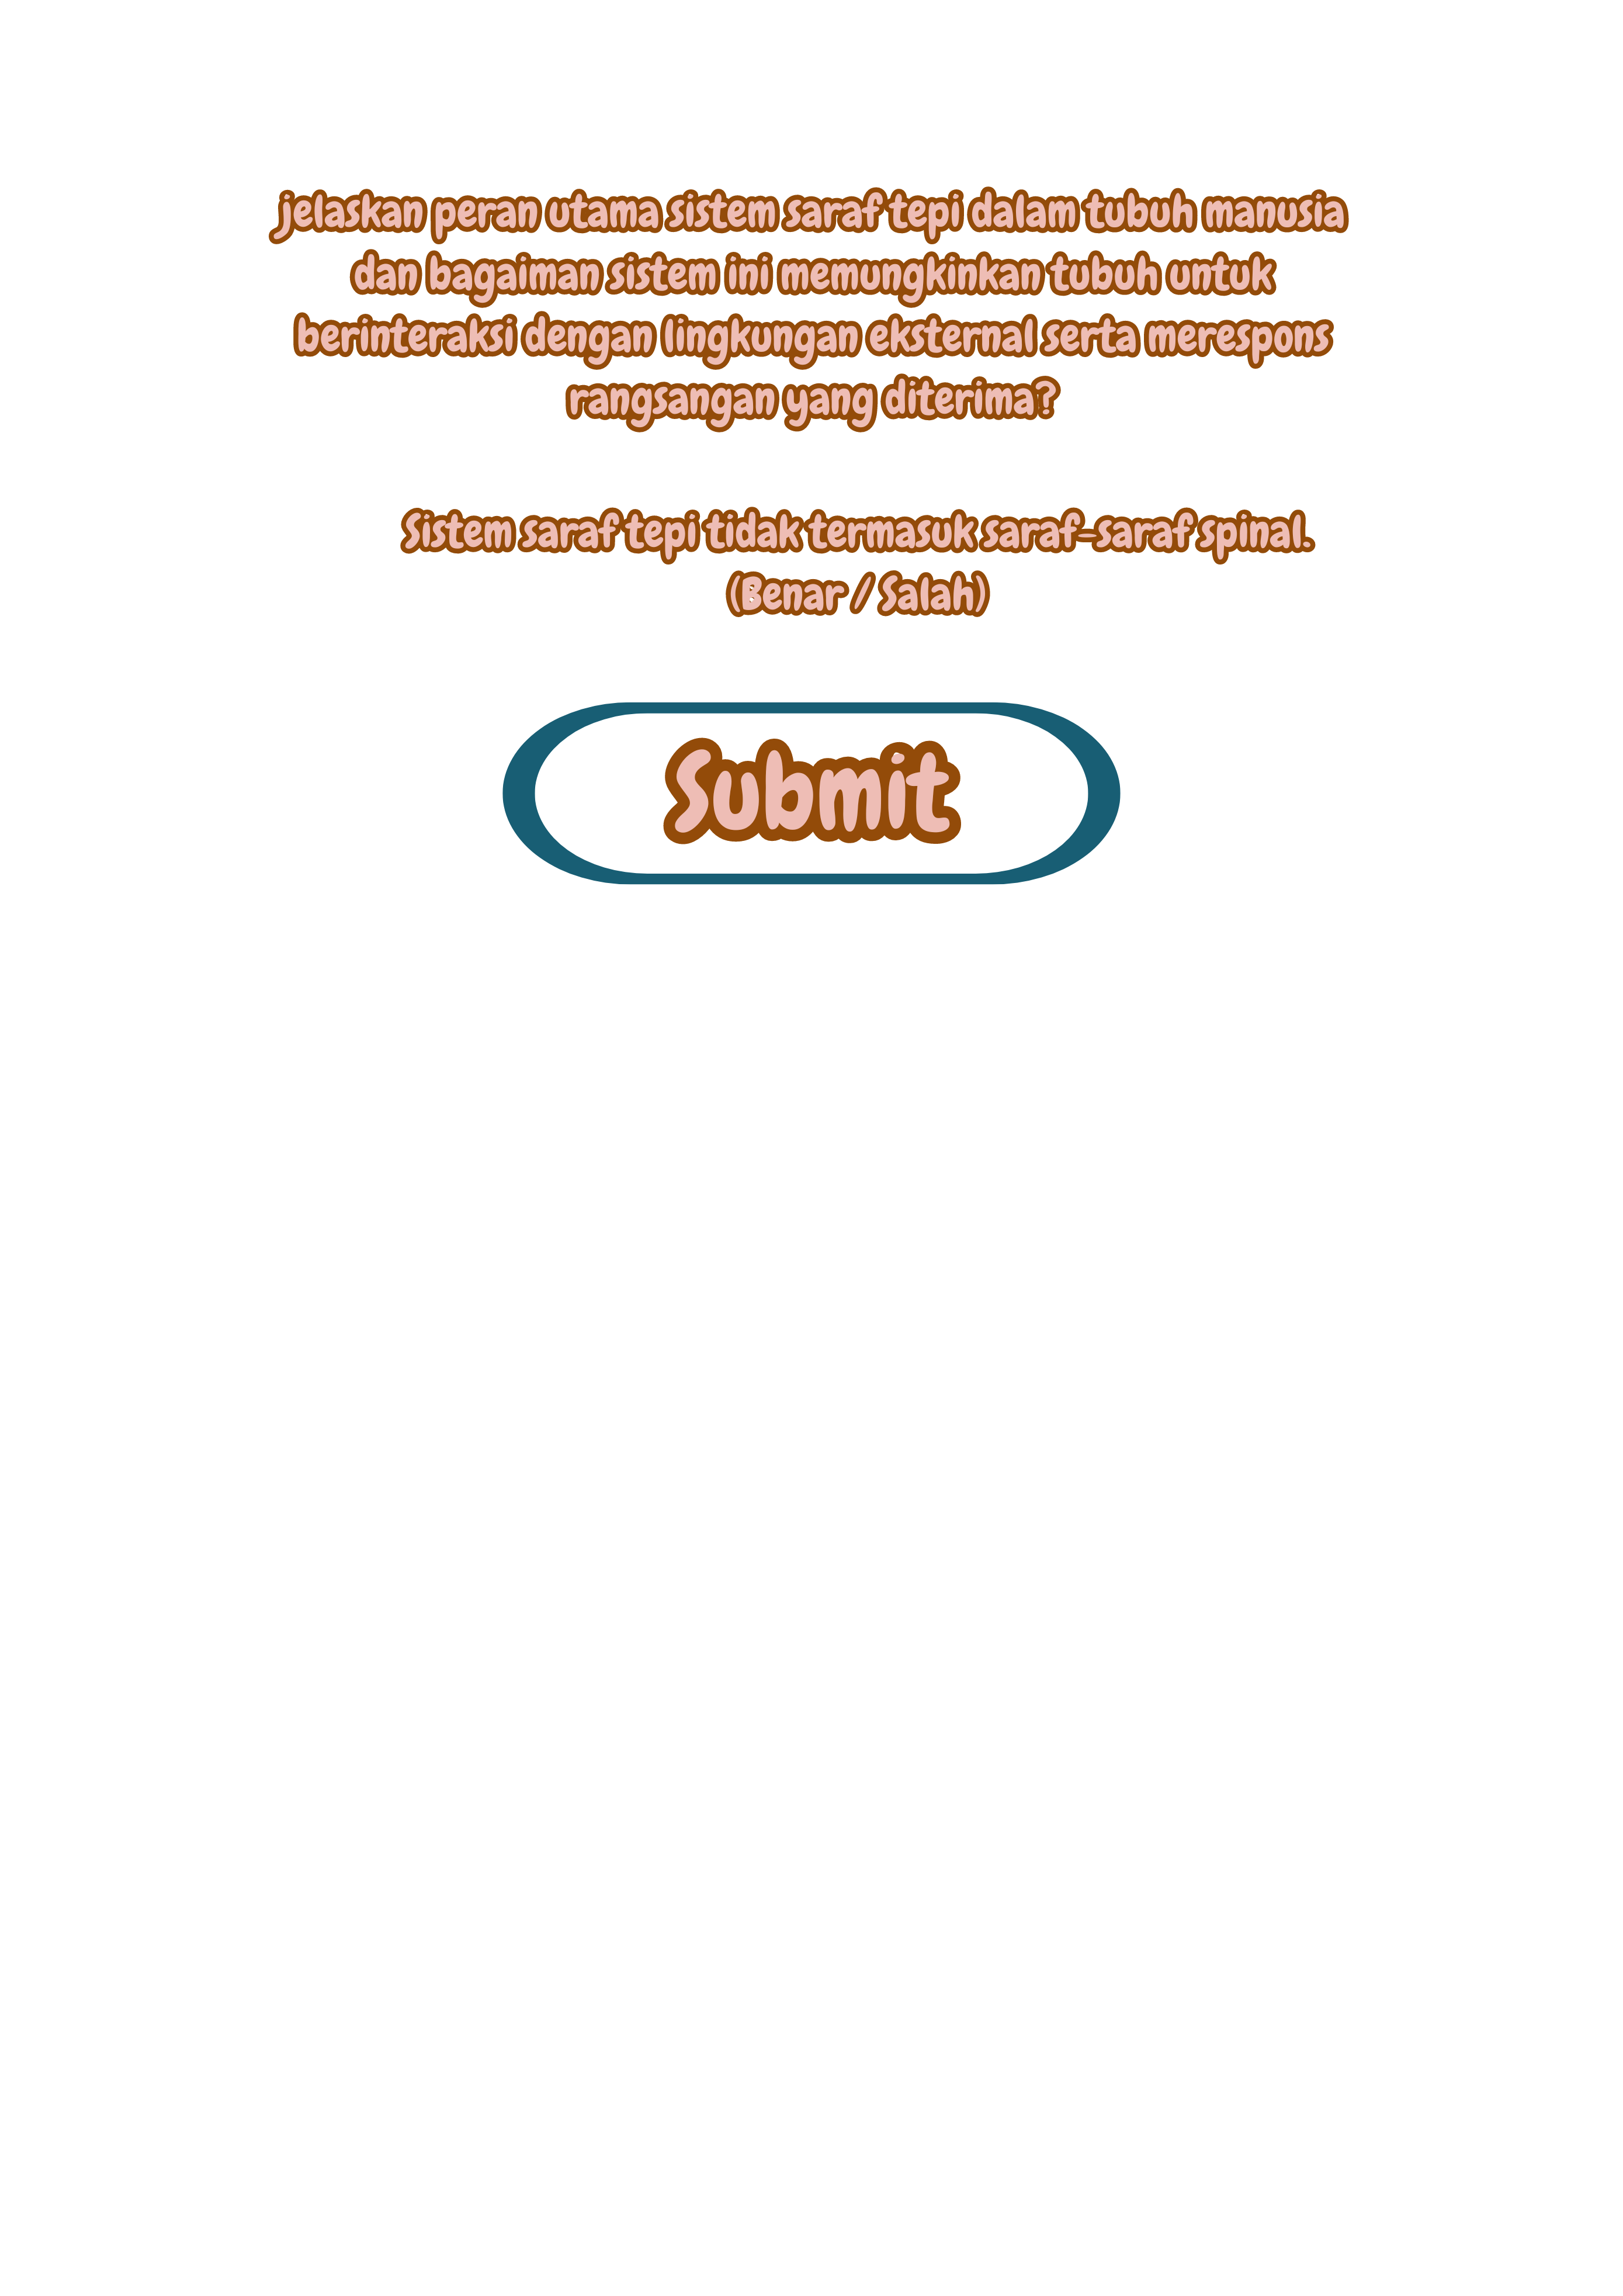 jelaskan peran utama sistem saraf tepi dalam tubuh manusia
dan bagaiman sistem ini memungkinkan tubuh untuk
berinteraksi dengan lingkungan eksternal serta merespons
rangsangan yang diterima?
Sistem saraf tepi tidak termasuk saraf-saraf spinal.
(Benar / Salah)
Submit